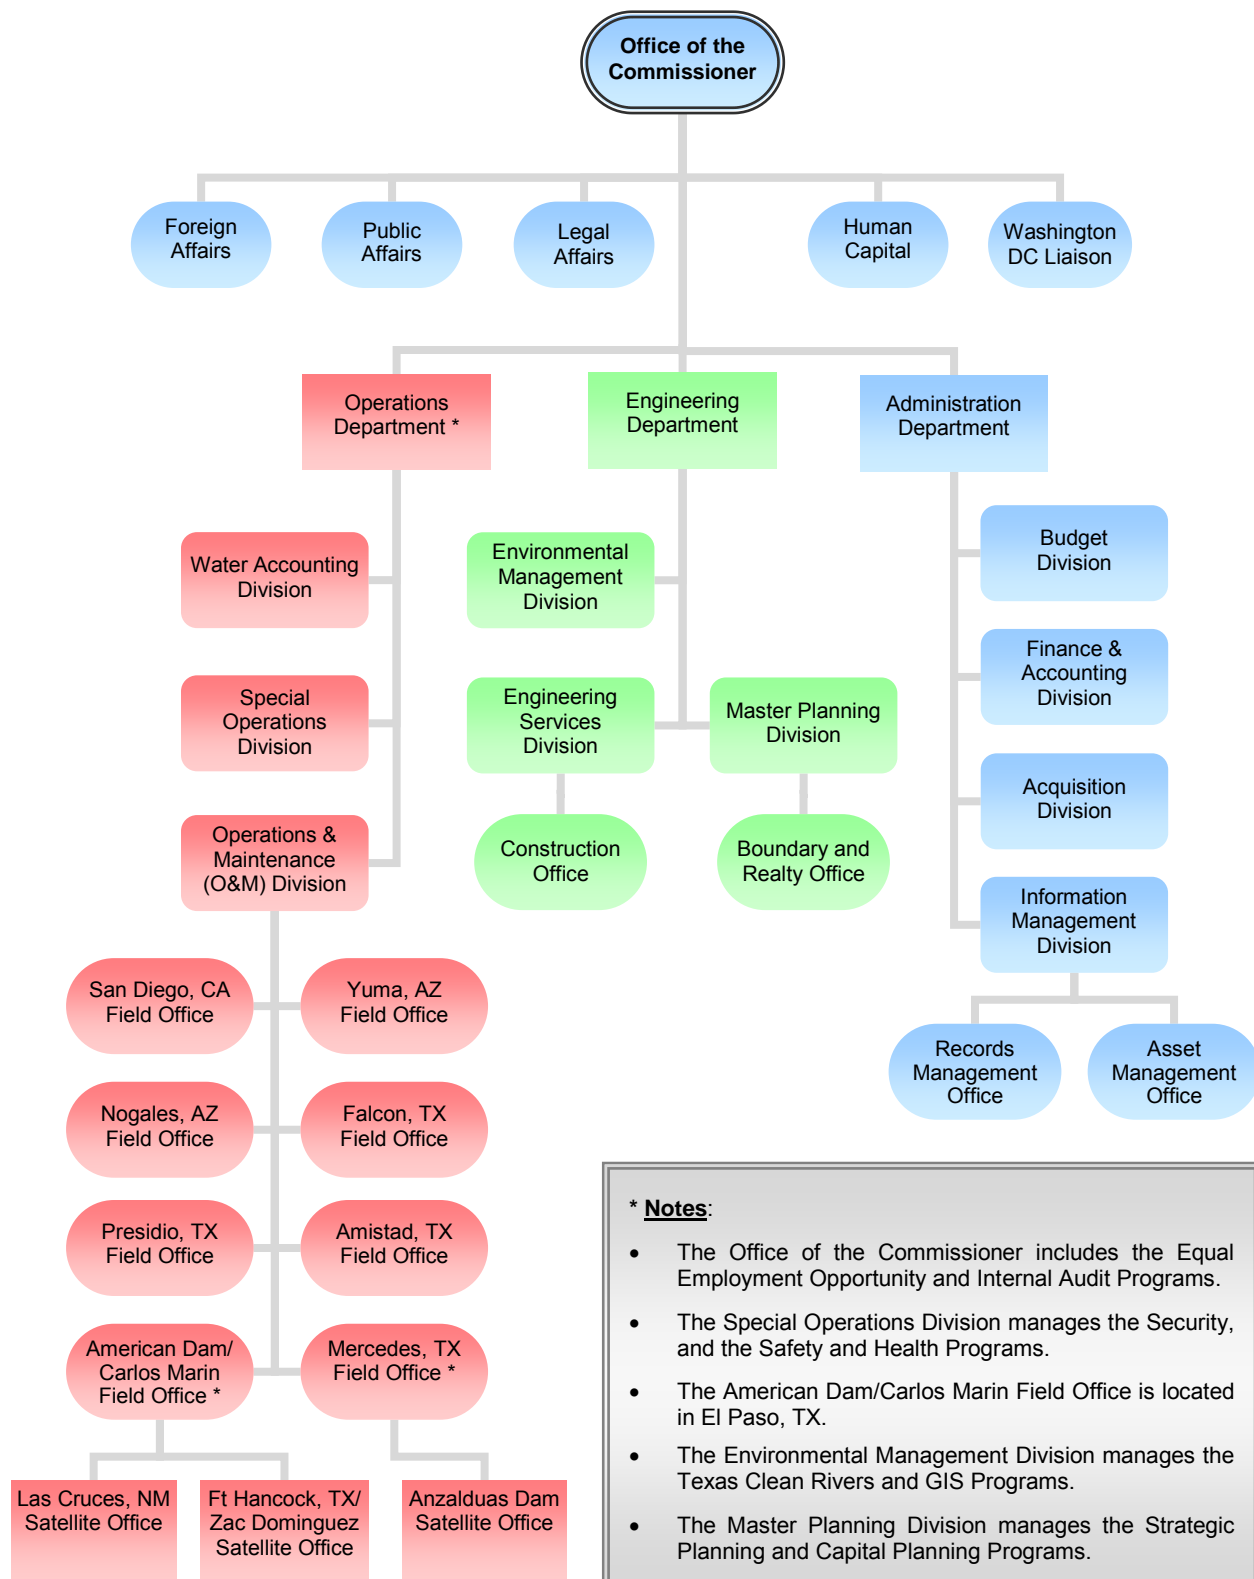 Office of the
Commissioner
Foreign
Affairs
Public
Affairs
Legal
Affairs
Human
Capital
Washington
DC Liaison
Operations
Department *
Engineering
Department
Administration
Department
Water Accounting
Division
Special
Operations
Division
Operations &
Maintenance
(O&M) Division
Environmental
Management
Division
Engineering
Services
Division
Master Planning
Division
Construction
Office
Boundary and
Realty Office
Budget
Division
Finance &
Accounting
Division
Acquisition
Division
Information
Management
Division
Records
Management
Office
Asset
Management
Office
San Diego, CA
Field Office
Yuma, AZ
Field Office
Nogales, AZ
Field Office
Falcon, TX
Field Office
Presidio, TX
Field Office
Amistad, TX
Field Office
American Dam/
Carlos Marin
Field Office *
Mercedes, TX
Field Office *
Las Cruces, NM
Satellite Office
Ft Hancock, TX/
Zac Dominguez
Satellite Office
Anzalduas Dam
Satellite Office
* Notes:
• The Office of the Commissioner includes the Equal
Employment Opportunity and Internal Audit Programs.
• The Special Operations Division manages the Security,
and the Safety and Health Programs.
• The American Dam/Carlos Marin Field Office is located
in El Paso, TX.
• The Environmental Management Division manages the
Texas Clean Rivers and GIS Programs.
• The Master Planning Division manages the Strategic
Planning and Capital Planning Programs.